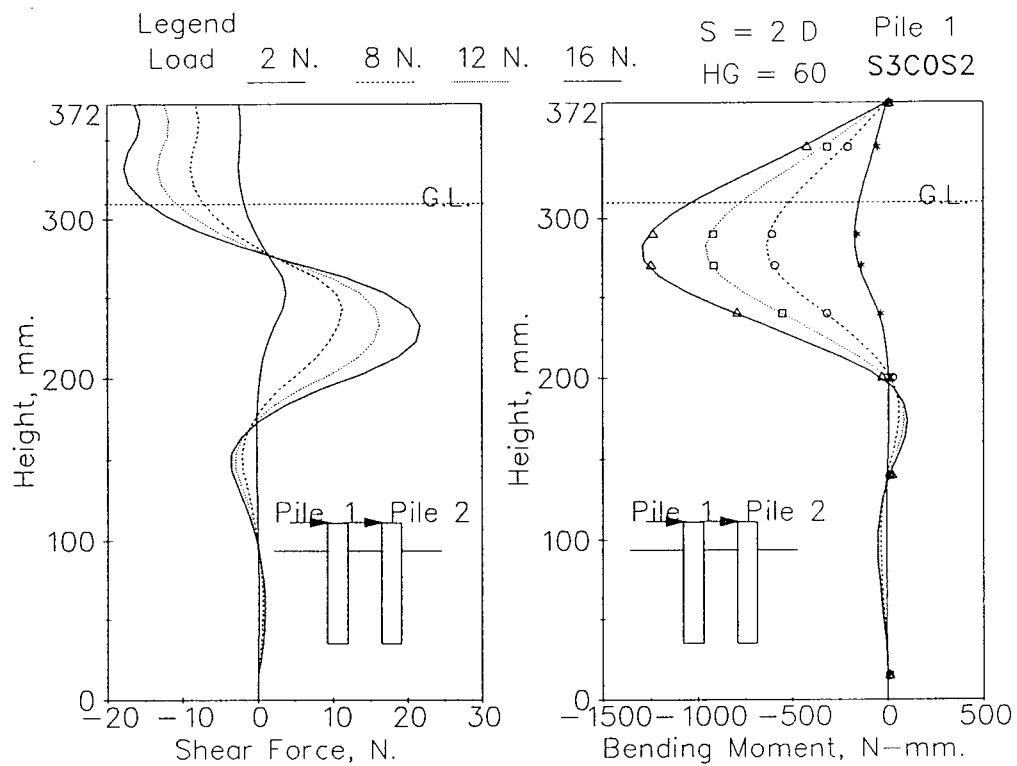 Legend
Load 2 N. 8 N. 12 N. 16 N.
S = 2 D Pile 1
HG = 60 S3C0S2
372
300
200
100
0
Height, mm.
G.L.
Pile 1 Pile 2
-20 -10 0 10 20 30
Shear Force, N.
372
300
200
100
0
Height, mm.
G.L.
Pile 1 Pile 2
-1500 -1000 -500 0 500
Bending Moment, N-mm.